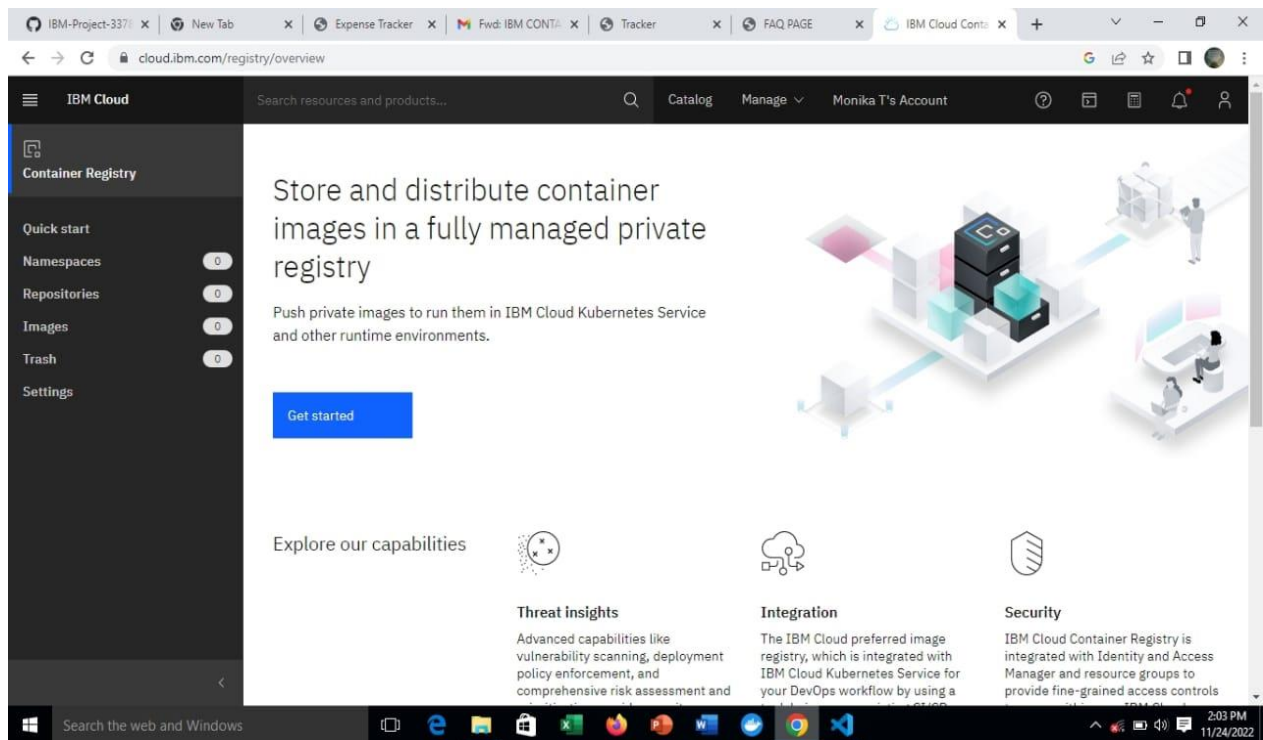 IBM-Project-3378
New Tab
Expense Tracker
Fwd: IBM CONTA
Tracker
FAQ PAGE
IBM Cloud Conta
cloud.ibm.com/registry/overview
IBM Cloud
Search resources and products...
Catalog
Manage
Monika T's Account
Container Registry
Quick start
Namespaces 0
Repositories 0
Images 0
Trash 0
Settings
Store and distribute container
images in a fully managed private
registry
Push private images to run them in IBM Cloud Kubernetes Service
and other runtime environments.
Get started
Explore our capabilities
Threat insights
Advanced capabilities like
vulnerability scanning, deployment
policy enforcement, and
comprehensive risk assessment and
Integration
The IBM Cloud preferred image
registry, which is integrated with
IBM Cloud Kubernetes Service for
your DevOps workflow by using a
Security
IBM Cloud Container Registry is
integrated with Identity and Access
Manager and resource groups to
provide fine-grained access controls
Search the web and Windows
2:03 PM
11/24/2022